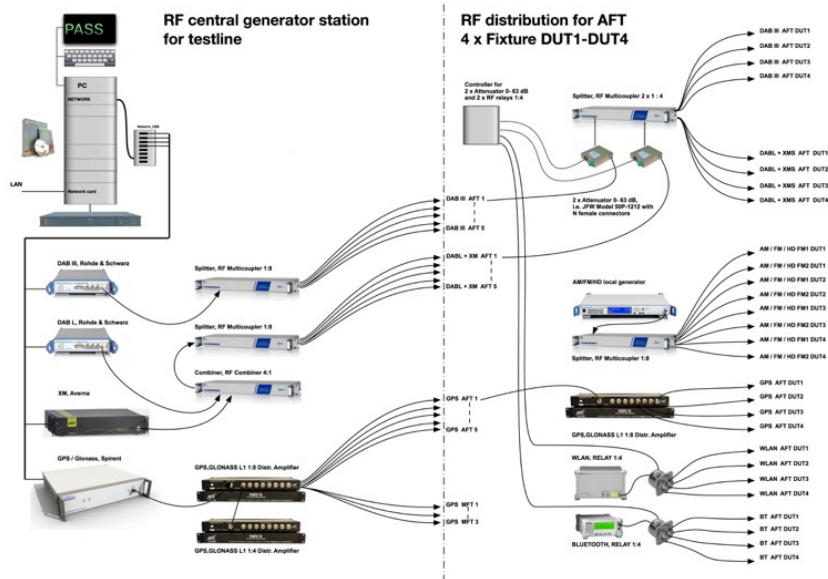 RF central generator station
for testline
PASS
PC
NETWORK
Network_USB
LAN
Network card
DAB III, Rohde & Schwarz
Splitter, RF Multicoupler 1:8
DAB L, Rohde & Schwarz
Splitter, RF Multicoupler 1:8
Combiner, RF Combiner 4:1
XM, Averna
GPS / Glonass, Spirent
GPS,GLONASS L1 1:8 Distr. Amplifier
GPS,GLONASS L1 1:4 Distr. Amplifier
DAB III AFT 1
DAB III AFT 5
DABL + XM AFT 1
DABL + XM AFT 5
GPS AFT 1
GPS AFT 5
GPS MFT 1
GPS MFT 3
RF distribution for AFT
4 x Fixture DUT1-DUT4
Controller for
2 x Attenuator 0- 63 dB
and 2 x RF relays 1:4
Splitter, RF Multicoupler 2 x 1 : 4
2 x Attenuator 0- 63 dB,
i.e. JFW Model 50P-1212 with
N female connectors
DAB III AFT DUT1
DAB III AFT DUT2
DAB III AFT DUT3
DAB III AFT DUT4
DABL + XMS AFT DUT1
DABL + XMS AFT DUT2
DABL + XMS AFT DUT3
DABL + XMS AFT DUT4
AM/FM/HD local generator
Splitter, RF Multicoupler 1:8
AM / FM / HD FM1 DUT1
AM / FM / HD FM2 DUT1
AM / FM / HD FM1 DUT2
AM / FM / HD FM2 DUT2
AM / FM / HD FM1 DUT3
AM / FM / HD FM2 DUT3
AM / FM / HD FM1 DUT4
AM / FM / HD FM2 DUT4
GPS,GLONASS L1 1:8 Distr. Amplifier
GPS AFT DUT1
GPS AFT DUT2
GPS AFT DUT3
GPS AFT DUT4
WLAN, RELAY 1:4
WLAN AFT DUT1
WLAN AFT DUT2
WLAN AFT DUT3
WLAN AFT DUT4
BLUETOOTH, RELAY 1:4
BT AFT DUT1
BT AFT DUT2
BT AFT DUT3
BT AFT DUT4